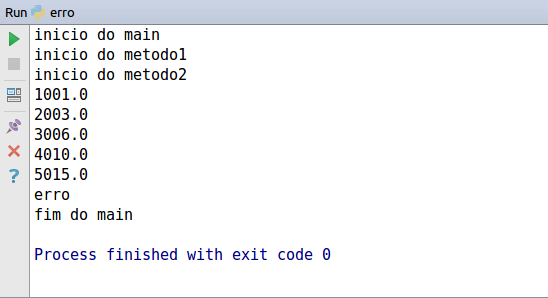 Run erro
inicio do main
inicio do metodo1
inicio do metodo2
1001.0
2003.0
3006.0
4010.0
5015.0
erro
fim do main
Process finished with exit code 0